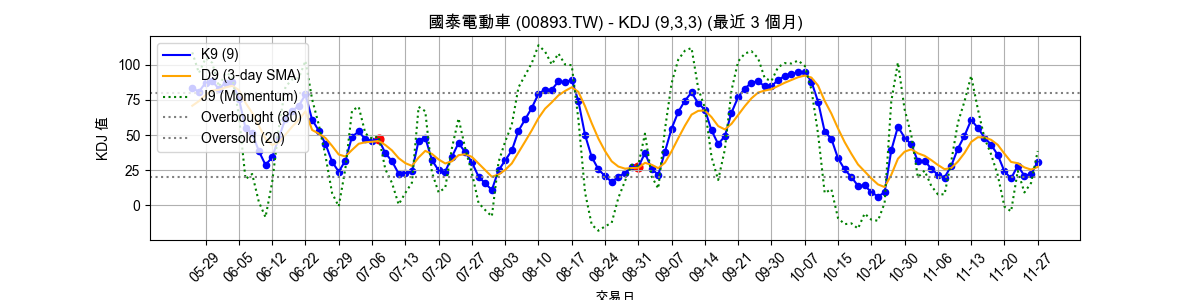 國泰電動車 (00893.TW) - KDJ (9,3,3) (最近 3 個月)
KDJ 值
100
75
50
25
0
K9 (9)
D9 (3-day SMA)
J9 (Momentum)
Overbought (80)
Oversold (20)
05-29 06-05 06-12 06-22 06-29 07-06 07-13 07-20 07-27 08-03 08-10 08-17 08-24 08-31 09-07 09-14 09-21 09-30 10-07 10-15 10-22 10-30 11-06 11-13 11-20 11-27
交易日